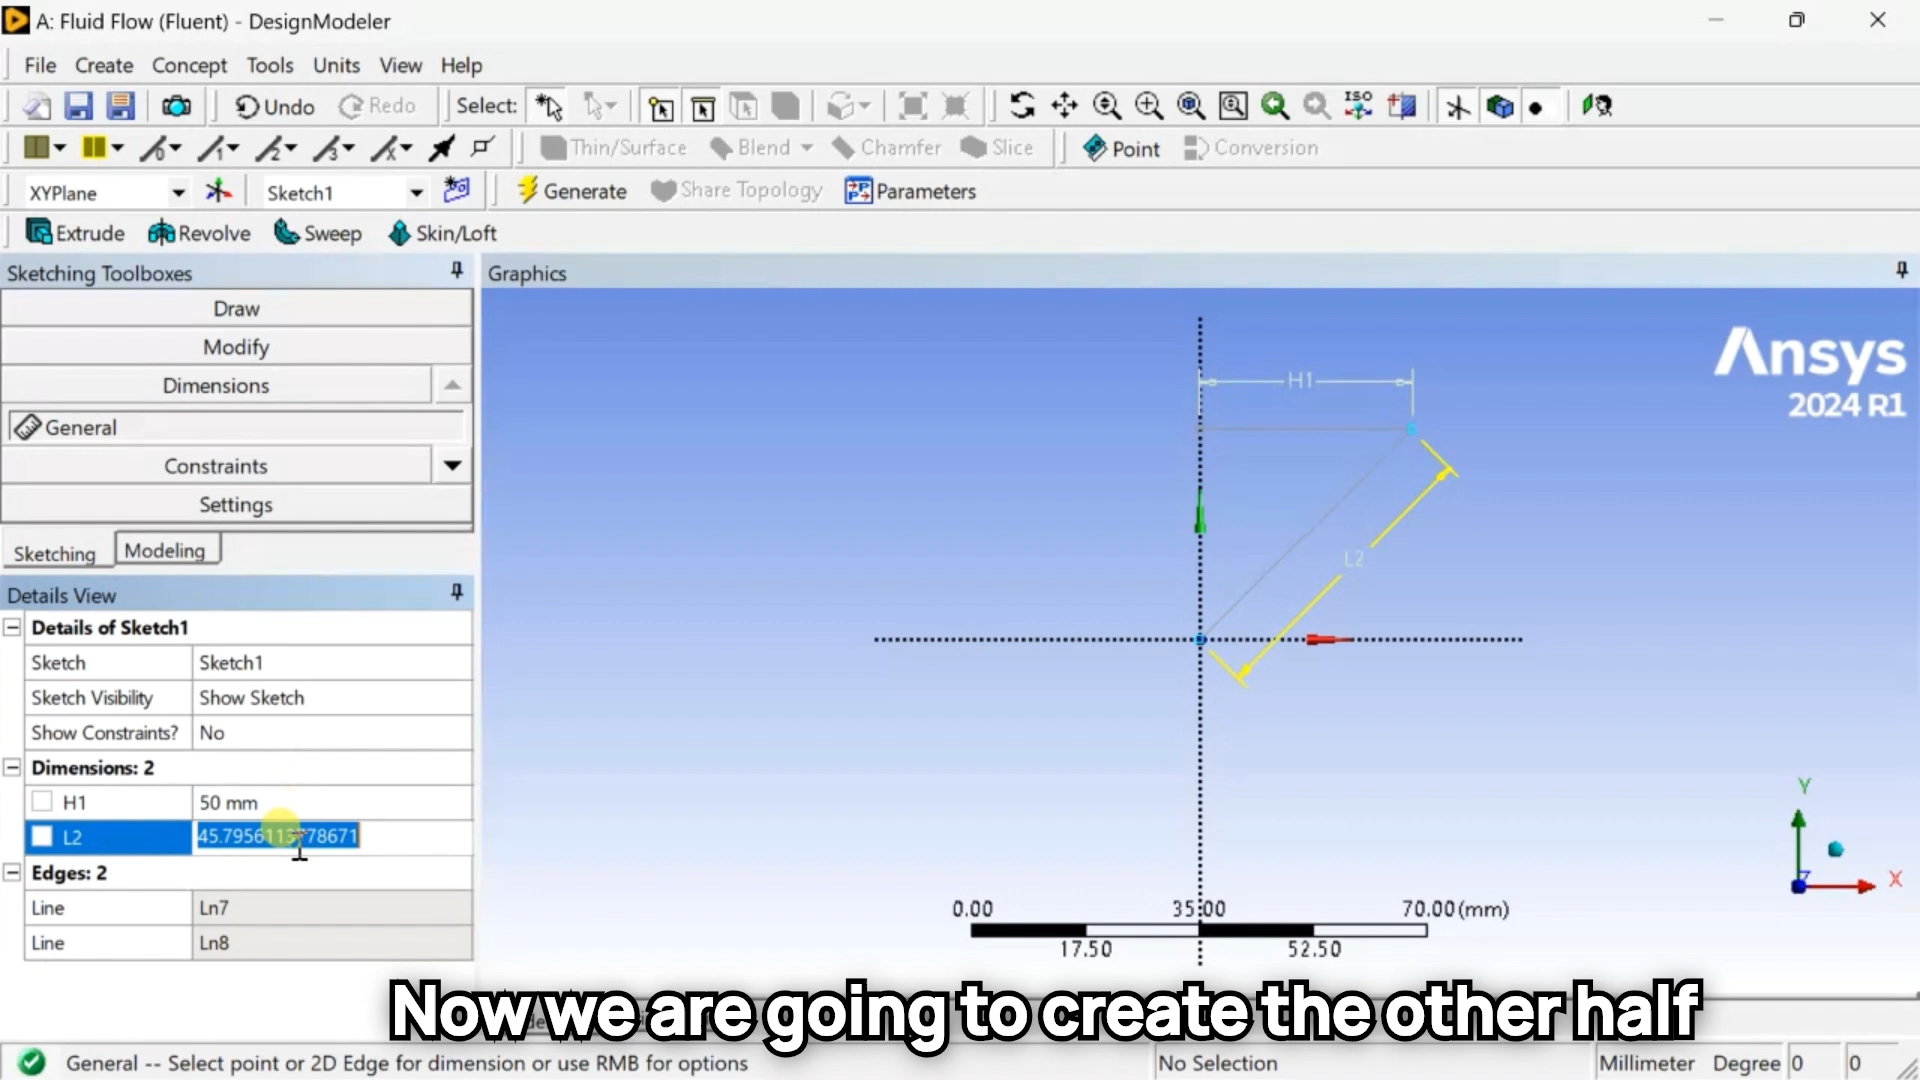 A: Fluid Flow (Fluent) - DesignModeler
File Create Concept Tools Units View Help
Undo Redo Select: ISO
Thin/Surface Blend Chamfer Slice Point Conversion
XYPlane Sketch1 Generate Share Topology Parameters
Extrude Revolve Sweep Skin/Loft
Sketching Toolboxes
Draw
Modify
Dimensions
General
Constraints
Settings
Sketching Modeling
Details View
Details of Sketch1
Sketch Sketch1
Sketch Visibility Show Sketch
Show Constraints? No
Dimensions: 2
H1 50 mm
L2
Edges: 2
Line Ln7
Line Ln8
Graphics
Ansys
2024 R1
H1
L2
Y
Z X
0.00 35.00 70.00 (mm)
17.50 52.50
Now we are going to create the other half
General -- Select point or 2D Edge for dimension or use RMB for options No Selection Millimeter Degree 0 0